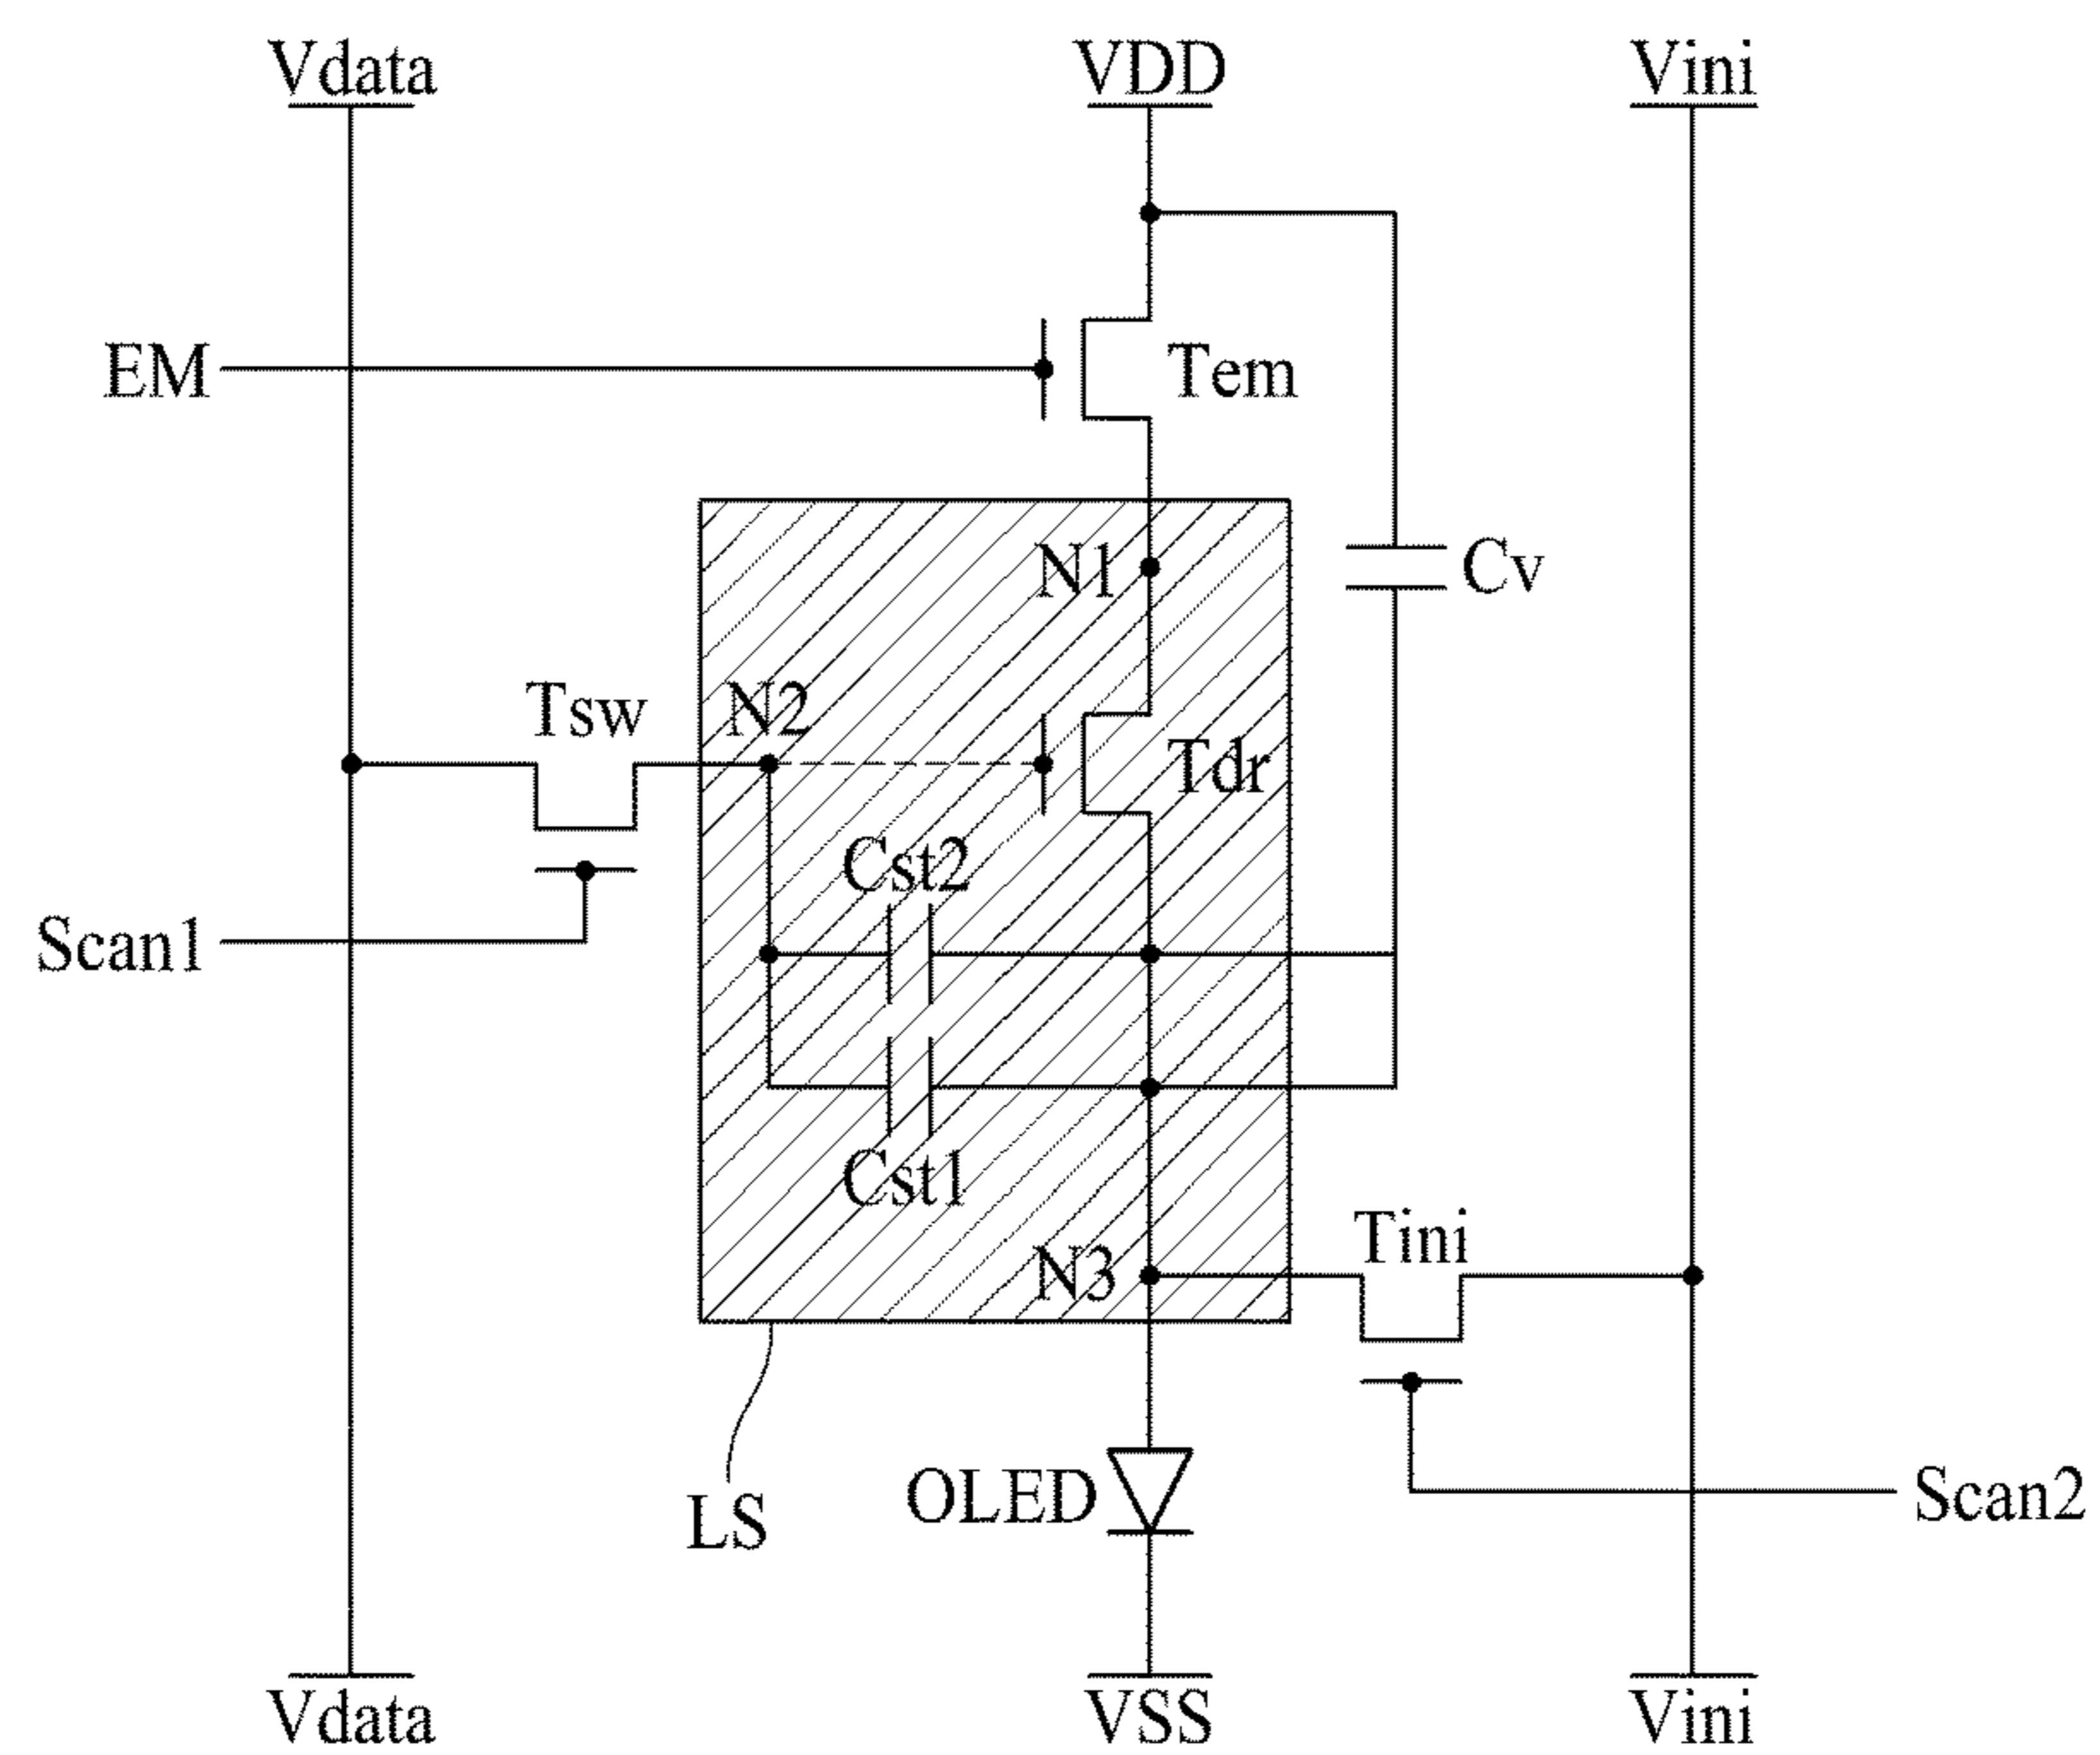 Vdata
VDD
Vini
EM
Tem
N1
Cv
Tsw
N2
Tdr
Cst2
Scan1
Cst1
Tini
N3
OLED
LS
Scan2
Vdata
VSS
Vini